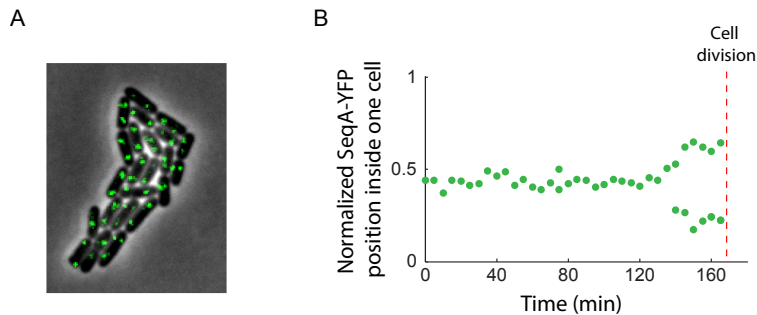 A
B
Cell
division
Normalized SeqA-YFP
position inside one cell
1
0.5
0
0
40
80
120
160
Time (min)